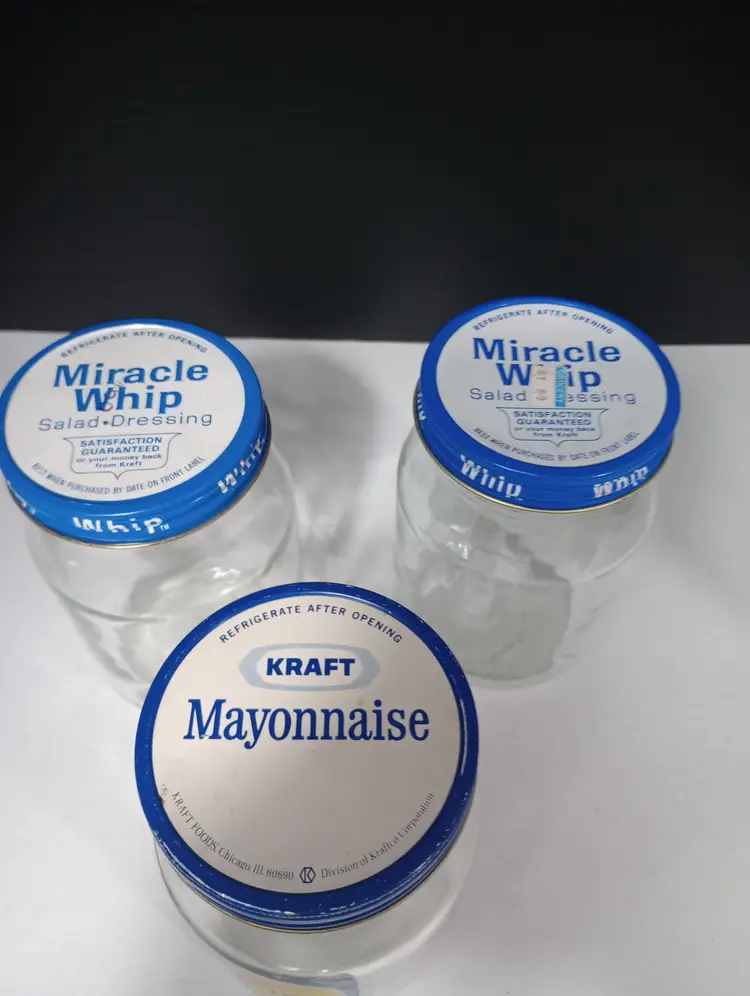 REFRIGERATE AFTER OPENING
Miracle
Whip
Salad Dressing
SATISFACTION
GUARANTEED
or your money back
from Kraft
BEST WHEN PURCHASED BY DATE ON FRONT LABEL
Whip™
Whip
REFRIGERATE AFTER OPENING
Miracle
Whip
Salad Dressing
SATISFACTION
GUARANTEED
or your money back
from Kraft
BEST WHEN PURCHASED BY DATE ON FRONT LABEL
Whip
Whip
REFRIGERATE AFTER OPENING
KRAFT
Mayonnaise
KRAFT FOODS, Chicago, Ill. 60690 K Division of Kraftco Corporation